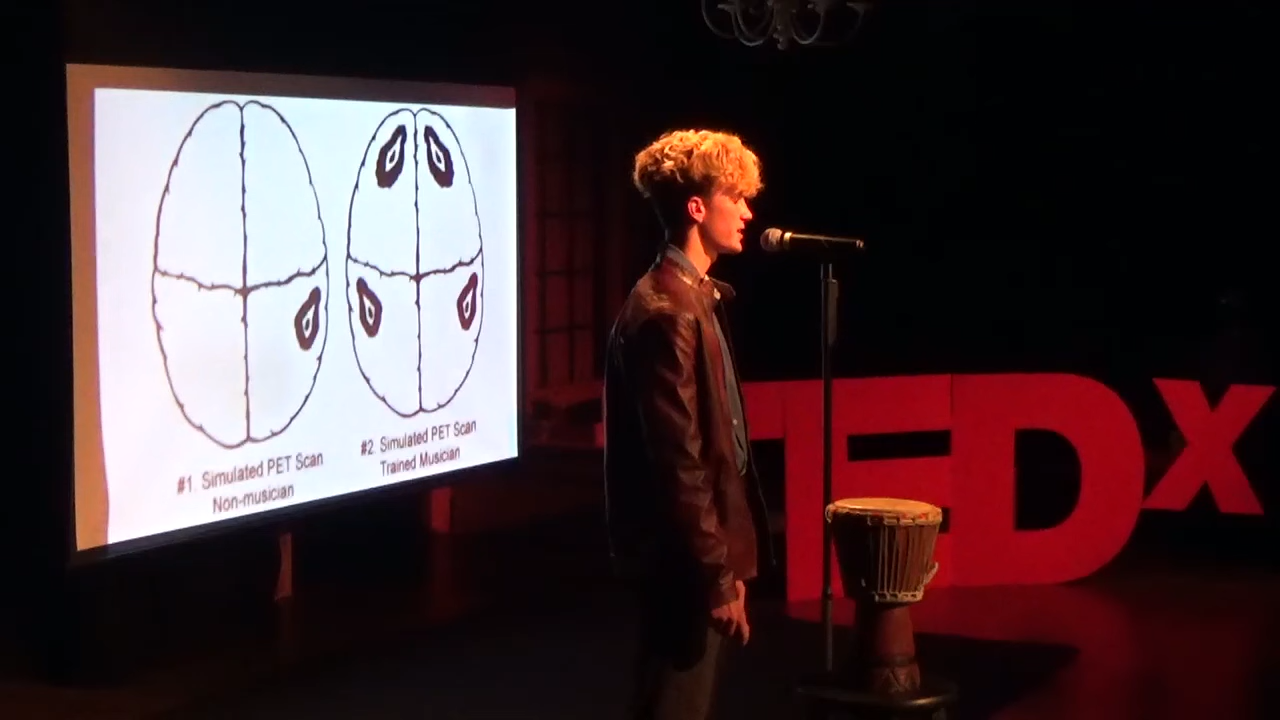 #1. Simulated PET Scan
Non-musician
#2. Simulated PET Scan
Trained Musician
TEDx